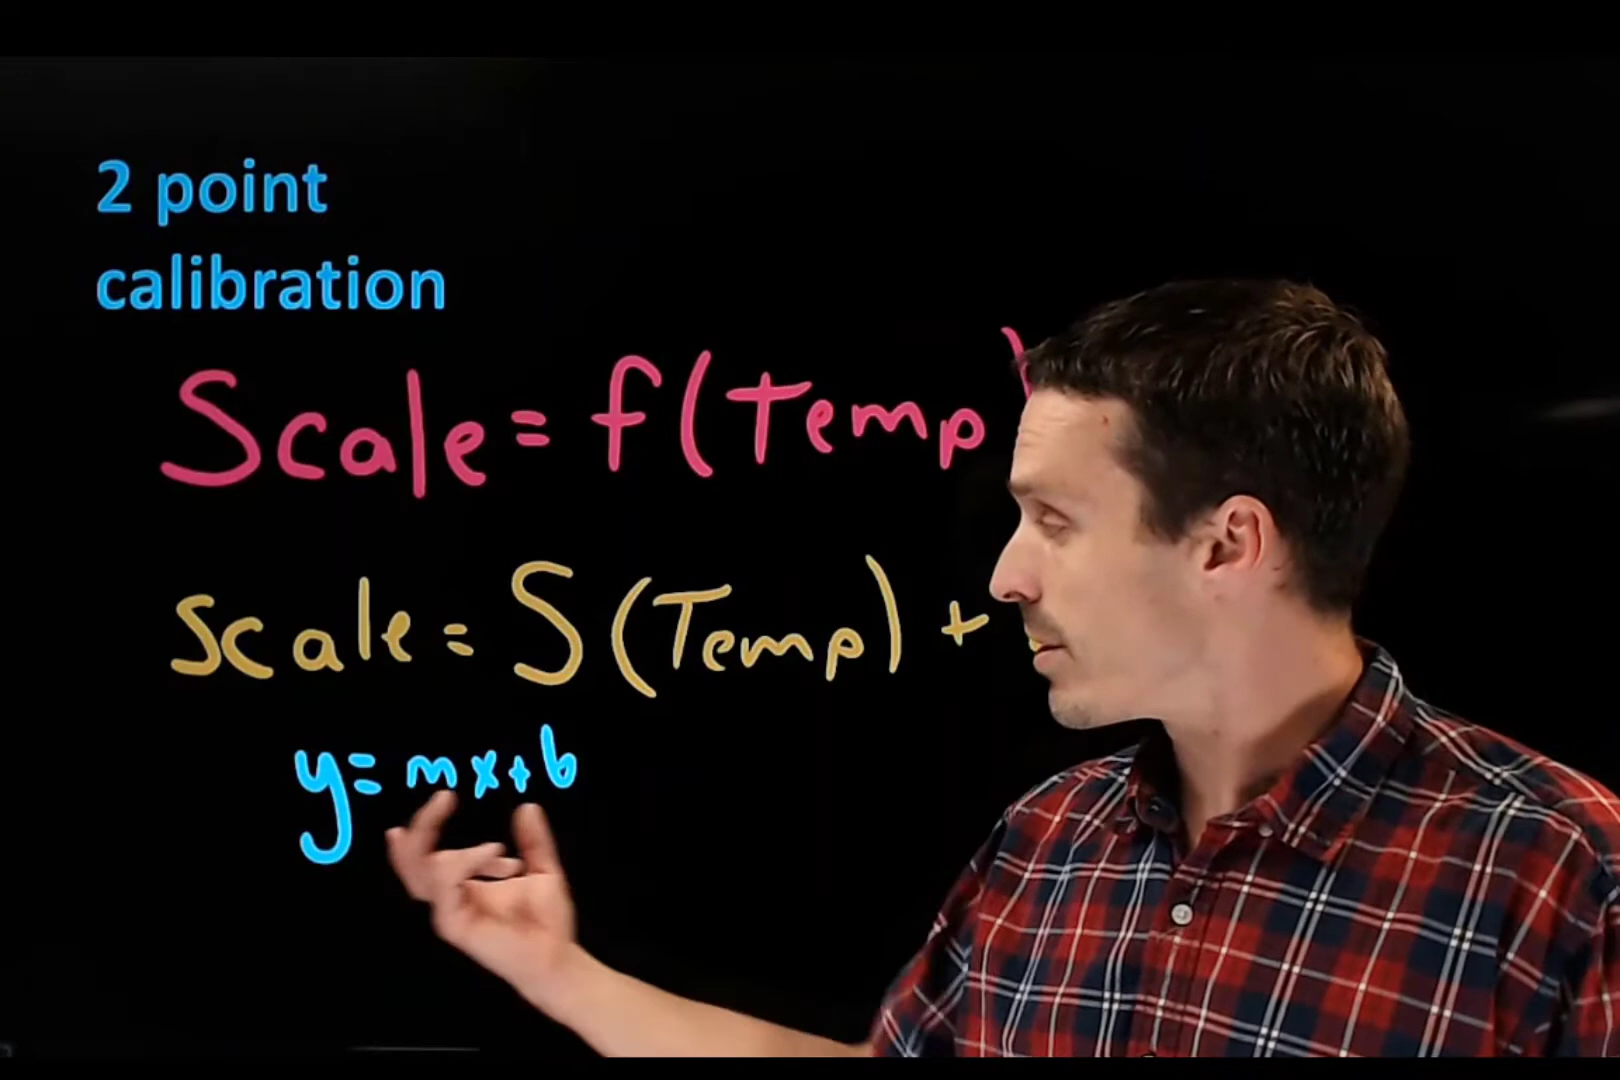 2 point
calibration
Scale = f(Temp)
Scale = S(Temp) +
y = mx + b